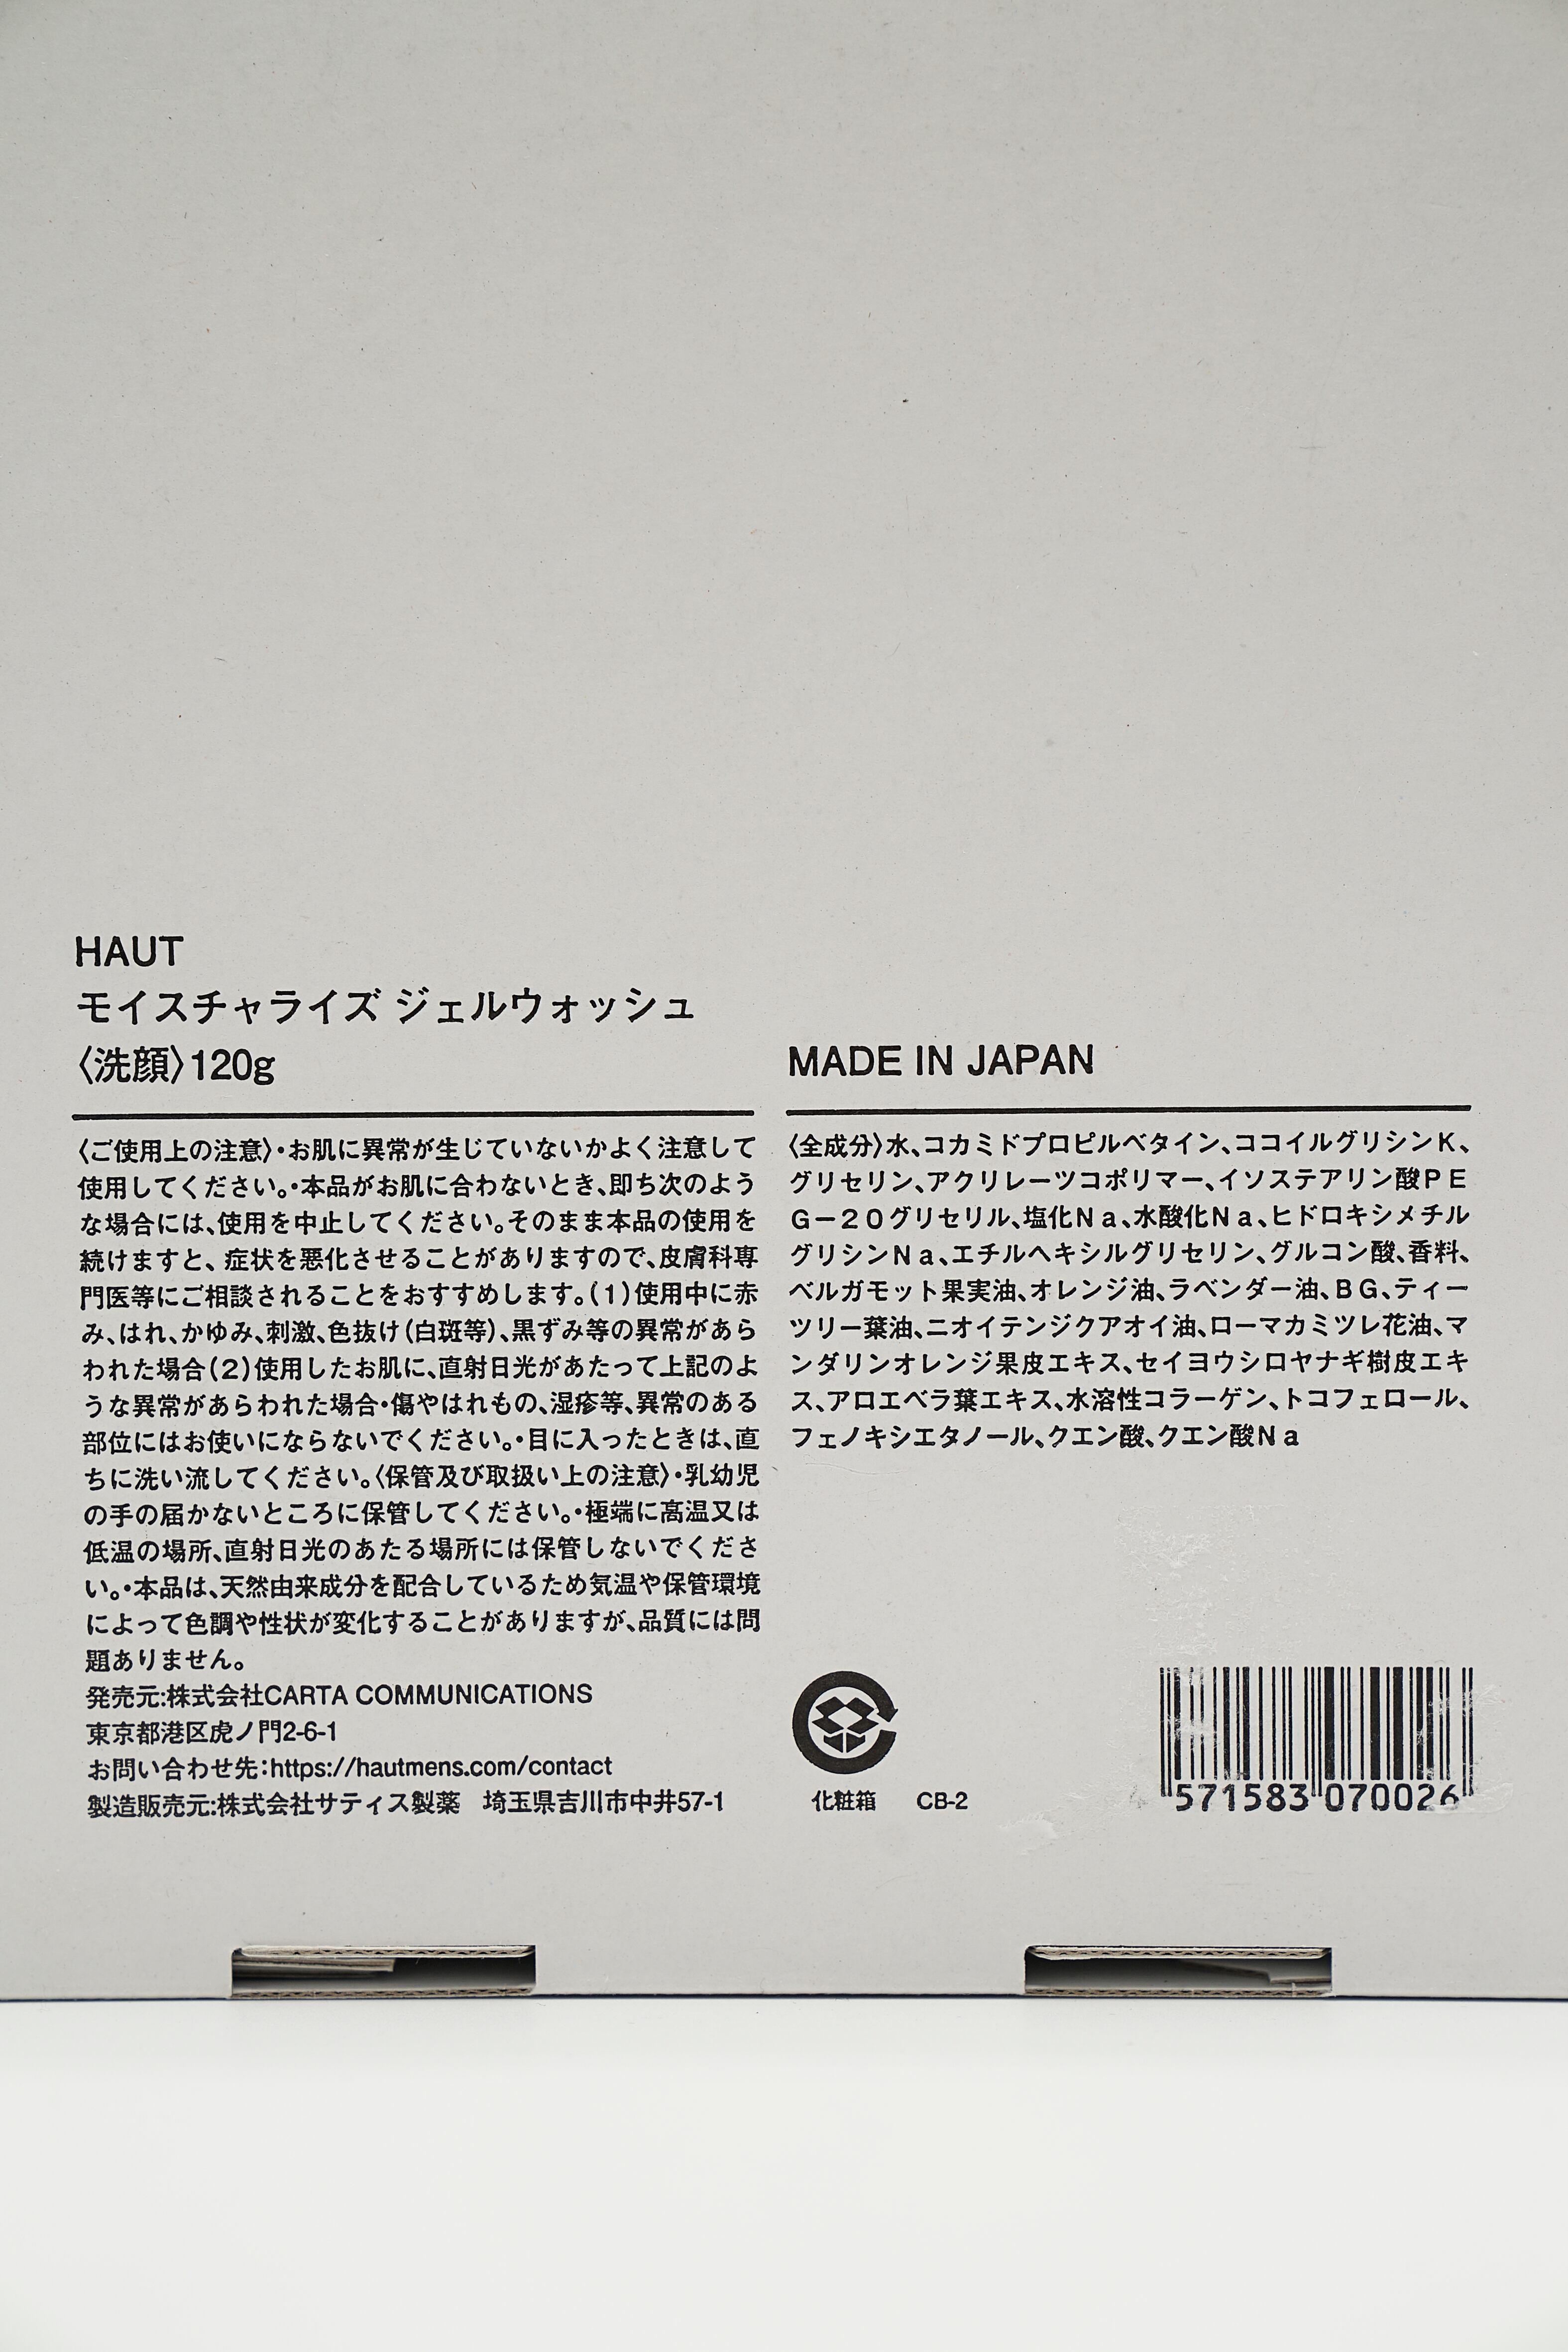 HAUT
モイスチャライズ ジェルウォッシュ
〈洗顔〉120g
〈ご使用上の注意〉・お肌に異常が生じていないかよく注意して
使用してください。・本品がお肌に合わないとき、即ち次のよう
な場合には、使用を中止してください。そのまま本品の使用を
続けますと、症状を悪化させることがありますので、皮膚科専
門医等にご相談されることをおすすめします。(1)使用中に赤
み、はれ、かゆみ、刺激、色抜け(白斑等)、黒ずみ等の異常があら
われた場合(2)使用したお肌に、直射日光があたって上記のよ
うな異常があらわれた場合・傷やはれもの、湿疹等、異常のある
部位にはお使いにならないでください。・目に入ったときは、直
ちに洗い流してください。〈保管及び取扱い上の注意〉・乳幼児
の手の届かないところに保管してください。・極端に高温又は
低温の場所、直射日光のあたる場所には保管しないでくださ
い。・本品は、天然由来成分を配合しているため気温や保管環境
によって色調や性状が変化することがありますが、品質には問
題ありません。
発売元:株式会社CARTA COMMUNICATIONS
東京都港区虎ノ門2-6-1
お問い合わせ先:https://hautmens.com/contact
製造販売元:株式会社サティス製薬　埼玉県吉川市中井57-1
MADE IN JAPAN
〈全成分〉水、コカミドプロピルベタイン、ココイルグリシンK、
グリセリン、アクリレーツコポリマー、イソステアリン酸ＰＥ
Ｇ－２０グリセリル、塩化Ｎａ、水酸化Ｎａ、ヒドロキシメチル
グリシンＮａ、エチルヘキシルグリセリン、グルコン酸、香料、
ベルガモット果実油、オレンジ油、ラベンダー油、ＢＧ、ティー
ツリー葉油、ニオイテンジクアオイ油、ローマカミツレ花油、マ
ンダリンオレンジ果皮エキス、セイヨウシロヤナギ樹皮エキ
ス、アロエベラ葉エキス、水溶性コラーゲン、トコフェロール、
フェノキシエタノール、クエン酸、クエン酸Ｎａ
化粧箱　CB-2
571583 070026